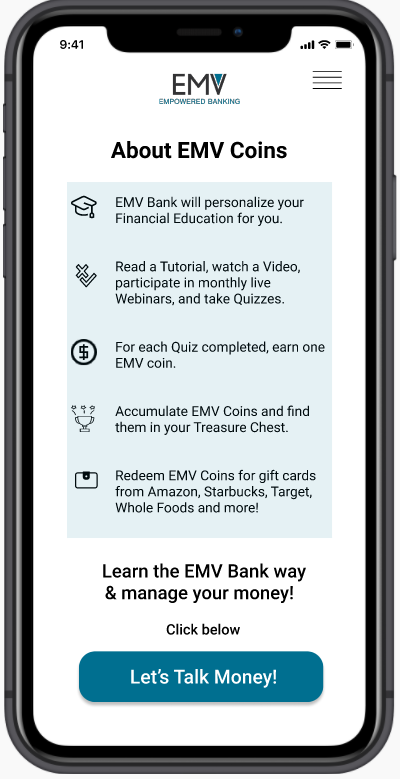 9:41
EMV
EMPOWERED BANKING
About EMV Coins
EMV Bank will personalize your
Financial Education for you.
Read a Tutorial, watch a Video,
participate in monthly live
Webinars, and take Quizzes.
For each Quiz completed, earn one
EMV coin.
Accumulate EMV Coins and find
them in your Treasure Chest.
Redeem EMV Coins for gift cards
from Amazon, Starbucks, Target,
Whole Foods and more!
Learn the EMV Bank way
& manage your money!
Click below
Let’s Talk Money!